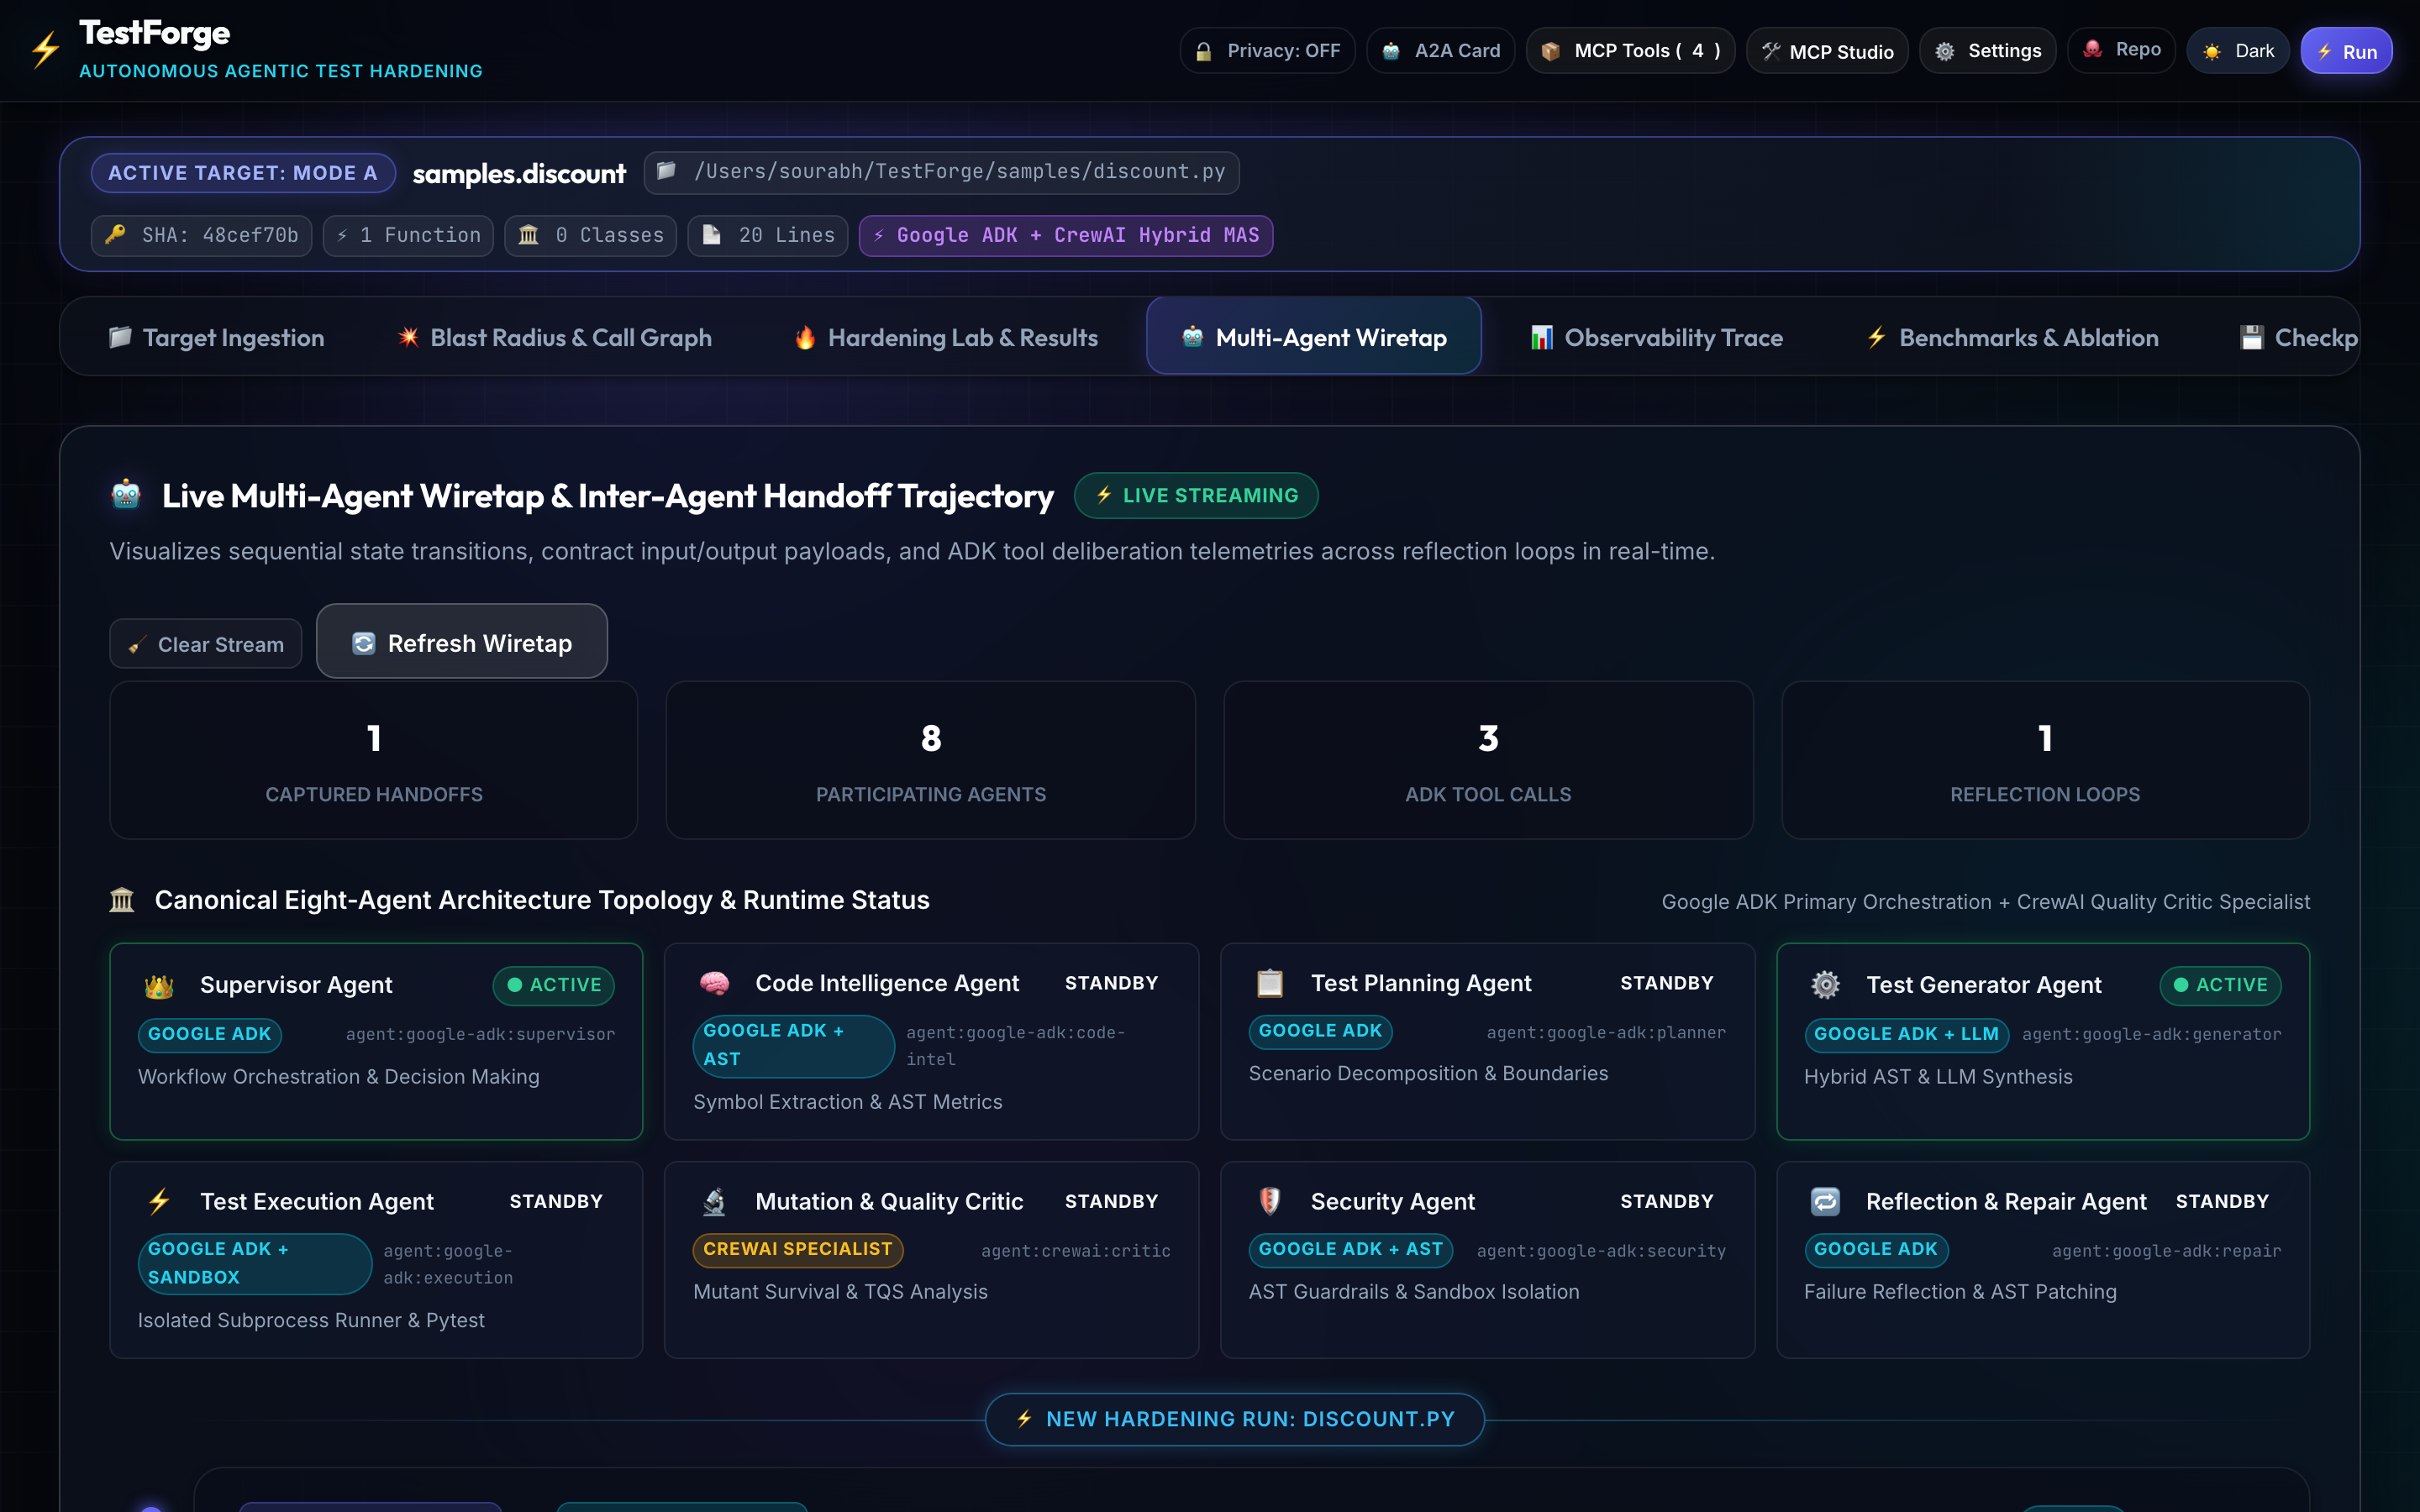 TestForge
AUTONOMOUS AGENTIC TEST HARDENING
Privacy: OFF
A2A Card
MCP Tools ( 4 )
MCP Studio
Settings
Repo
Dark
Run
ACTIVE TARGET: MODE A
samples.discount
/Users/sourabh/TestForge/samples/discount.py
SHA: 48cef70b
1 Function
0 Classes
20 Lines
Google ADK + CrewAI Hybrid MAS
Target Ingestion
Blast Radius & Call Graph
Hardening Lab & Results
Multi-Agent Wiretap
Observability Trace
Benchmarks & Ablation
Checkp
Live Multi-Agent Wiretap & Inter-Agent Handoff Trajectory
LIVE STREAMING
Visualizes sequential state transitions, contract input/output payloads, and ADK tool deliberation telemetries across reflection loops in real-time.
Clear Stream
Refresh Wiretap
1
CAPTURED HANDOFFS
8
PARTICIPATING AGENTS
3
ADK TOOL CALLS
1
REFLECTION LOOPS
Canonical Eight-Agent Architecture Topology & Runtime Status
Google ADK Primary Orchestration + CrewAI Quality Critic Specialist
Supervisor Agent
ACTIVE
GOOGLE ADK
agent:google-adk:supervisor
Workflow Orchestration & Decision Making
Code Intelligence Agent
STANDBY
GOOGLE ADK +
AST
agent:google-adk:code-
intel
Symbol Extraction & AST Metrics
Test Planning Agent
STANDBY
GOOGLE ADK
agent:google-adk:planner
Scenario Decomposition & Boundaries
Test Generator Agent
ACTIVE
GOOGLE ADK + LLM
agent:google-adk:generator
Hybrid AST & LLM Synthesis
Test Execution Agent
STANDBY
GOOGLE ADK +
SANDBOX
agent:google-
adk:execution
Isolated Subprocess Runner & Pytest
Mutation & Quality Critic
STANDBY
CREWAI SPECIALIST
agent:crewai:critic
Mutant Survival & TQS Analysis
Security Agent
STANDBY
GOOGLE ADK + AST
agent:google-adk:security
AST Guardrails & Sandbox Isolation
Reflection & Repair Agent
STANDBY
GOOGLE ADK
agent:google-adk:repair
Failure Reflection & AST Patching
NEW HARDENING RUN: DISCOUNT.PY